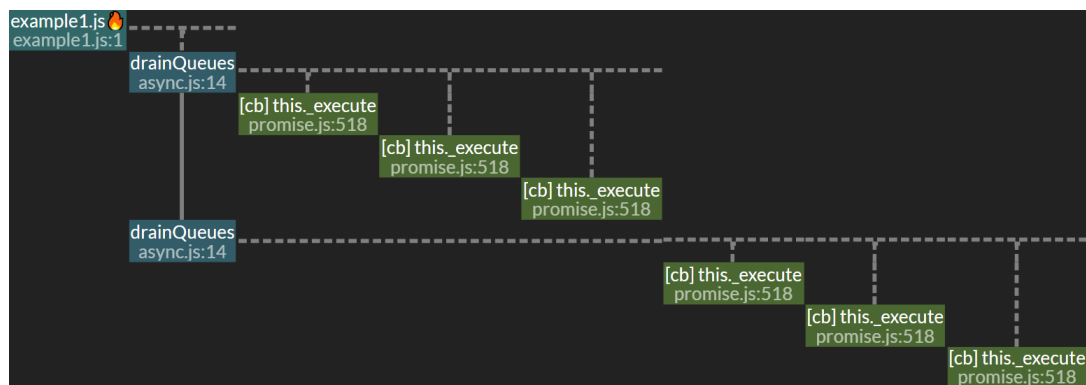 example1.js🔥
example1.js:1
drainQueues
async.js:14
[cb] this._execute
promise.js:518
[cb] this._execute
promise.js:518
[cb] this._execute
promise.js:518
drainQueues
async.js:14
[cb] this._execute
promise.js:518
[cb] this._execute
promise.js:518
[cb] this._execute
promise.js:518